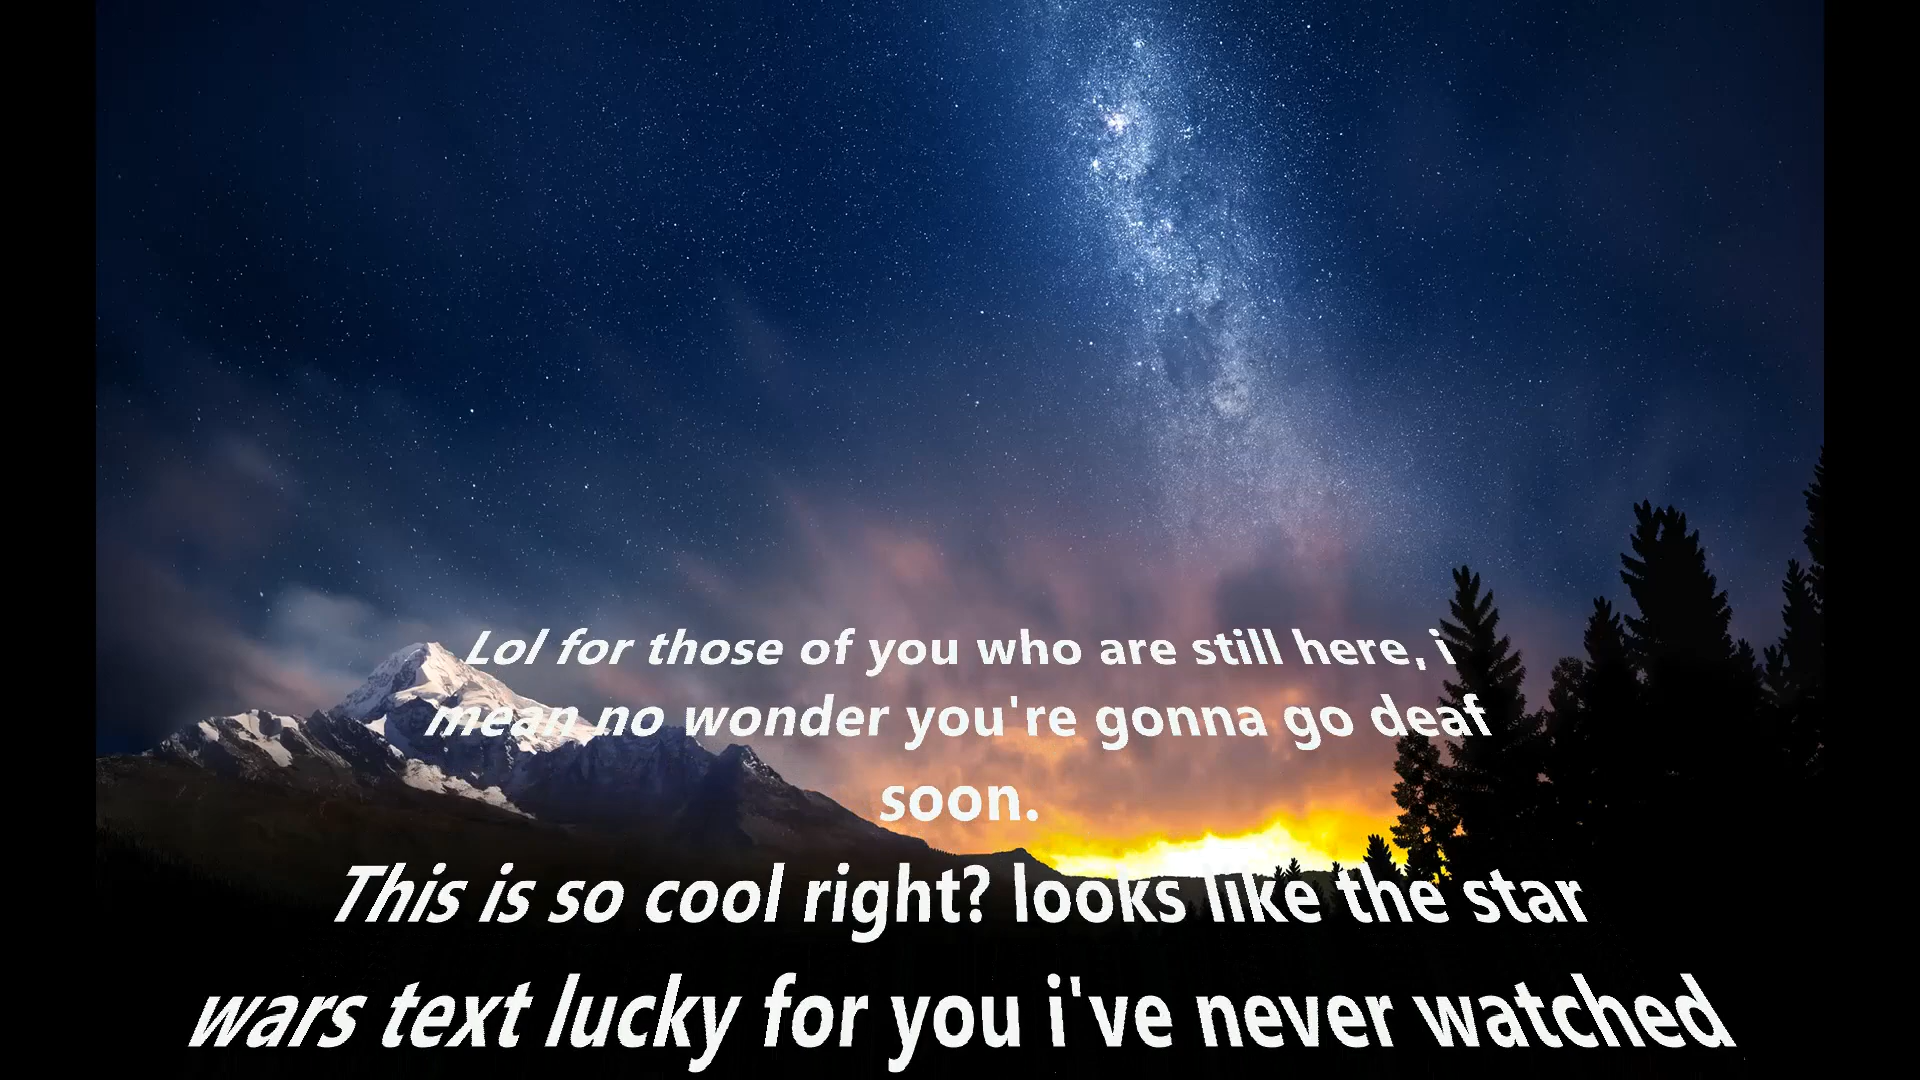 Lol for those of you who are still here, i
mean no wonder you're gonna go deaf
soon.
This is so cool right? looks like the star
wars text lucky for you i've never watched